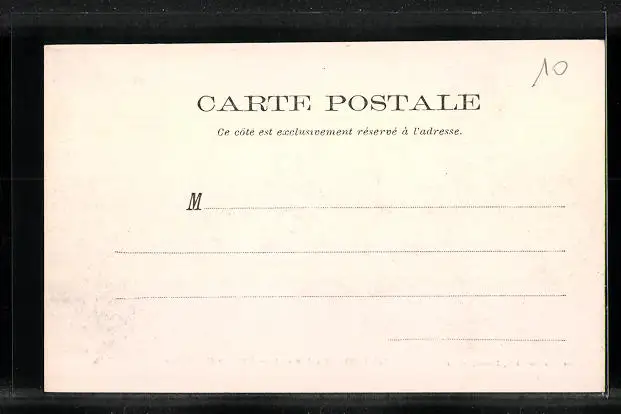 10
CARTE POSTALE
Ce côté est exclusivement réservé à l'adresse.
M